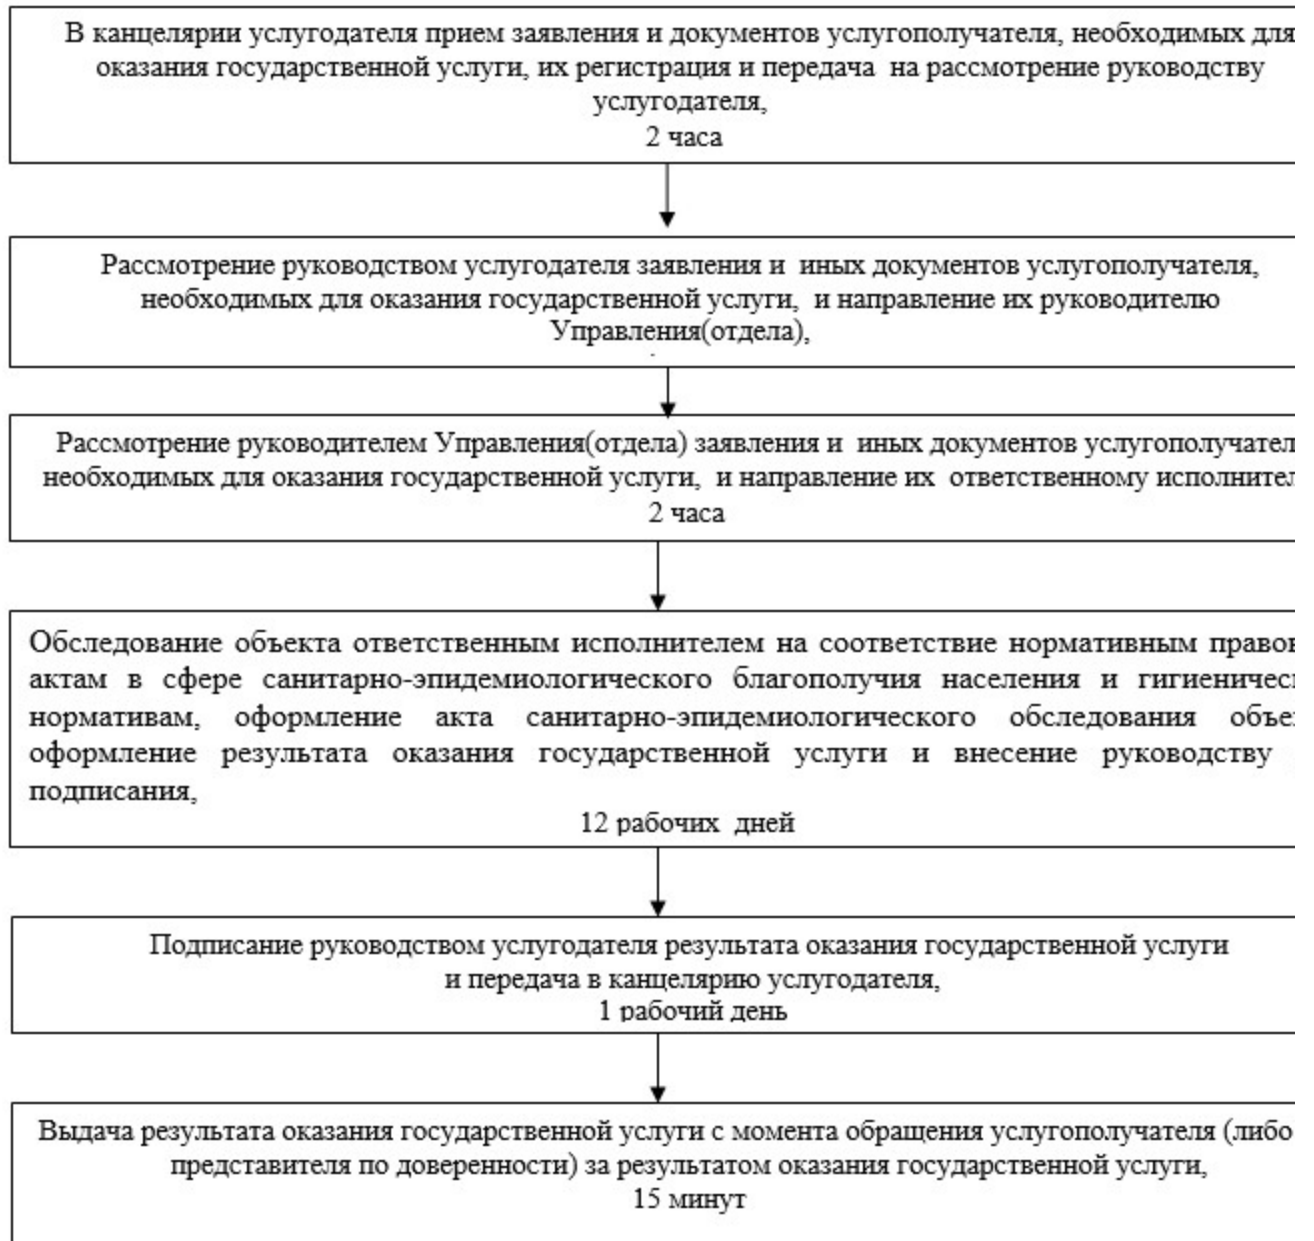 В канцелярии услугодателя прием заявления и документов услугополучателя, необходимых для
оказания государственной услуги, их регистрация и передача на рассмотрение руководству
услугодателя,
2 часа
Рассмотрение руководством услугодателя заявления и иных документов услугополучателя,
необходимых для оказания государственной услуги, и направление их руководителю
Управления(отдела),
Рассмотрение руководителем Управления(отдела) заявления и иных документов услугополучател
необходимых для оказания государственной услуги, и направление их ответственному исполнител
2 часа
Обследование объекта ответственным исполнителем на соответствие нормативным правов
актам в сфере санитарно-эпидемиологического благополучия населения и гигиеническ
нормативам, оформление акта санитарно-эпидемиологического обследования объек
оформление результата оказания государственной услуги и внесение руководству
подписания,
12 рабочих дней
Подписание руководством услугодателя результата оказания государственной услуги
и передача в канцелярию услугодателя,
1 рабочий день
Выдача результата оказания государственной услуги с момента обращения услугополучателя (либо
представителя по доверенности) за результатом оказания государственной услуги,
15 минут